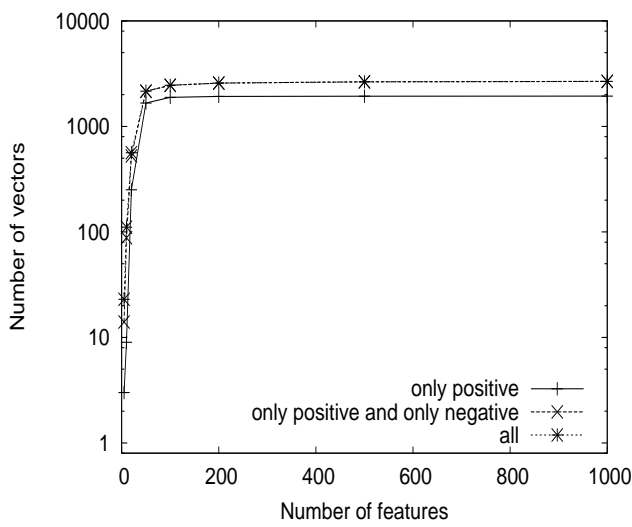 10000
1000
100
10
1
Number of vectors
only positive
only positive and only negative
all
0 200 400 600 800 1000
Number of features